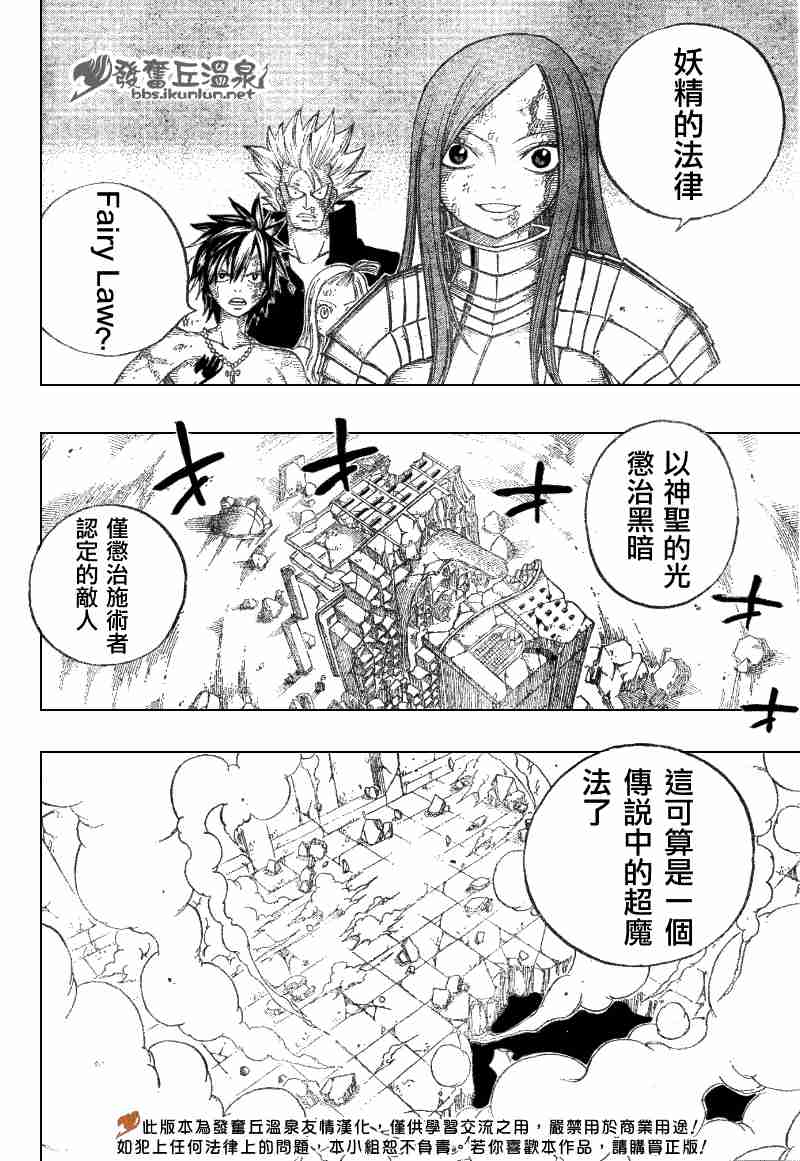 發奮丘溫泉
bbs.ikunlun.net
妖精的法律
Fairy Law?
以神聖的光
懲治黑暗
僅懲治施術者
認定的敵人
這可算是一個
傳説中的超魔
法了
此版本為發奮丘溫泉友情漢化，僅供學習交流之用，嚴禁用於商業用途！
如犯上任何法律上的問題，本小組恕不負責。若你喜歡本作品，請購買正版！